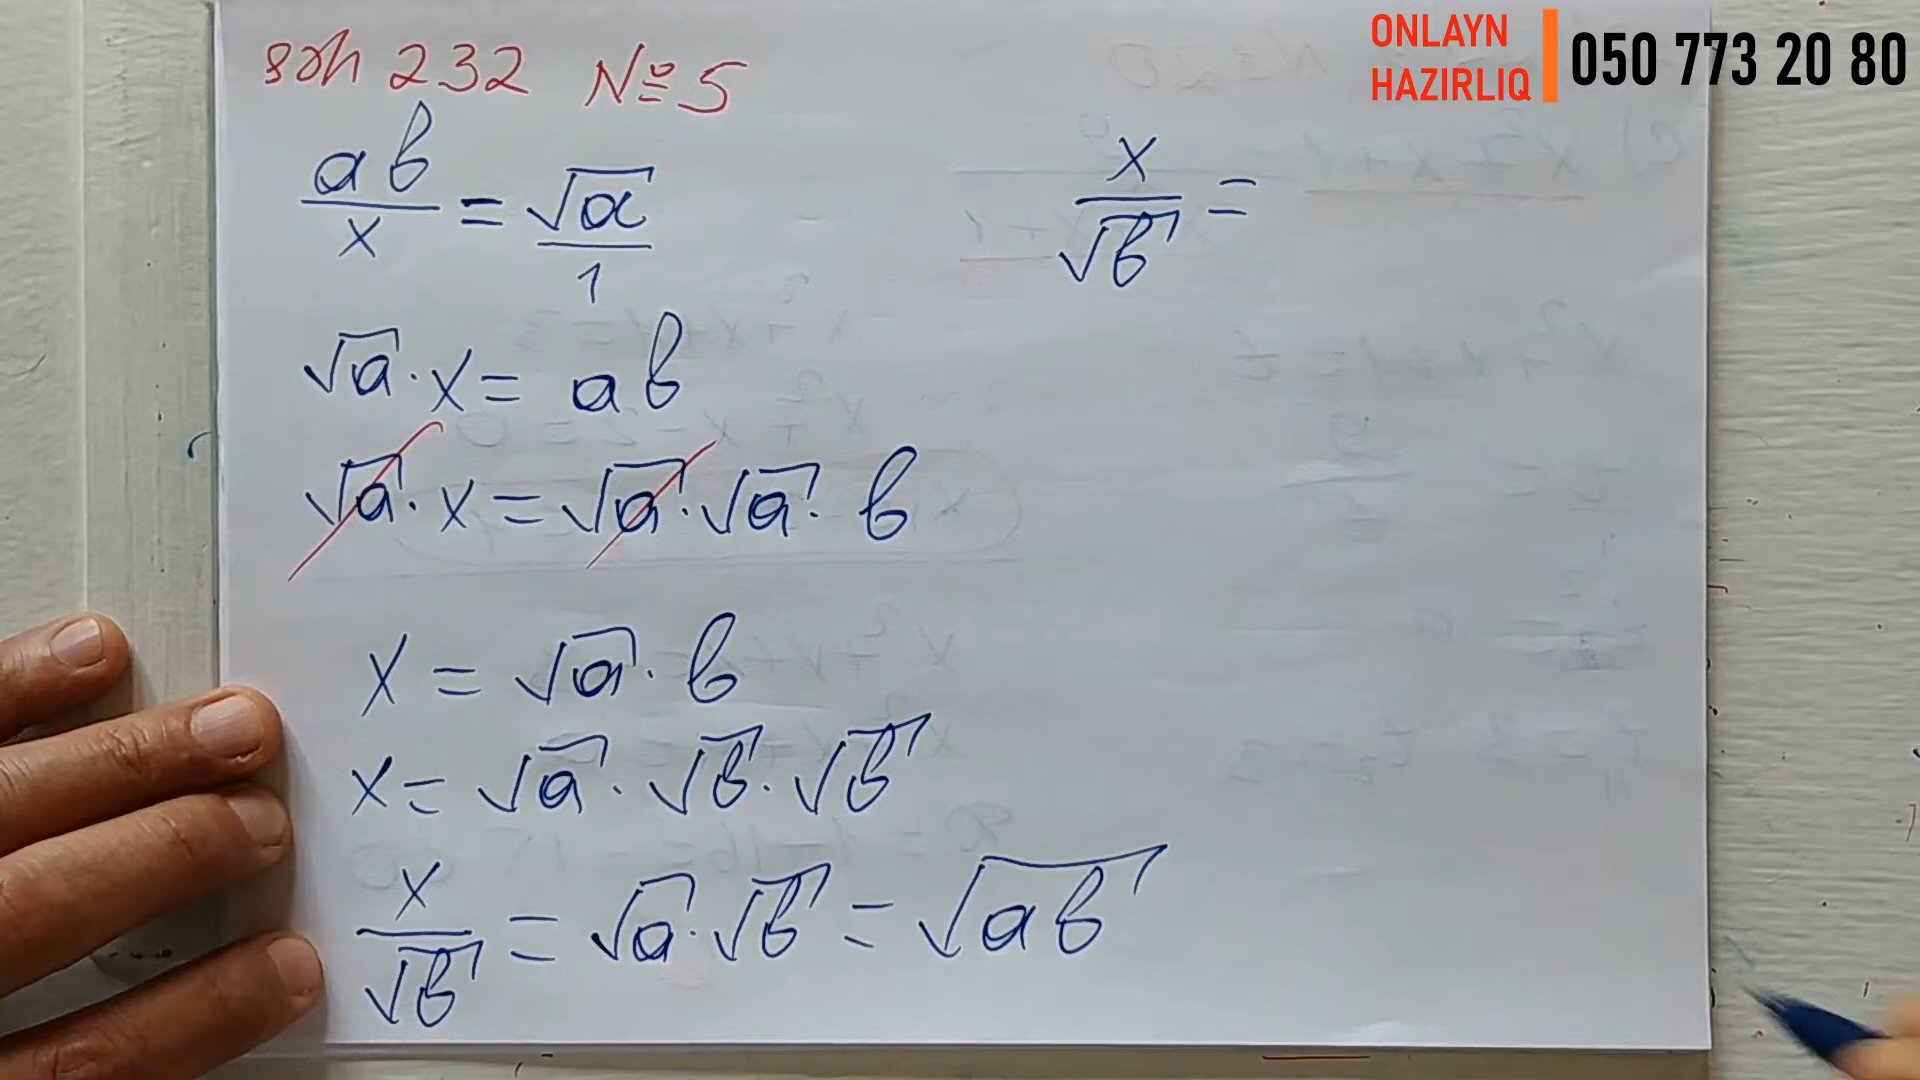 ONLAYN
HAZIRLIQ
050 773 20 80
səh 232 №5
ab/x = √a/1
x/√b =
√a · x = ab
√a · x = √a · √a · b
x = √a · b
x = √a · √b · √b
x/√b = √a · √b = √ab